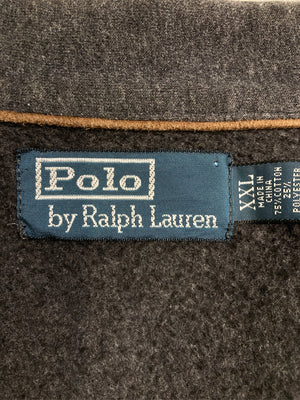 Polo
by Ralph Lauren
XXL
MADE IN
CHINA
75% COTTON
25%
POLYESTER